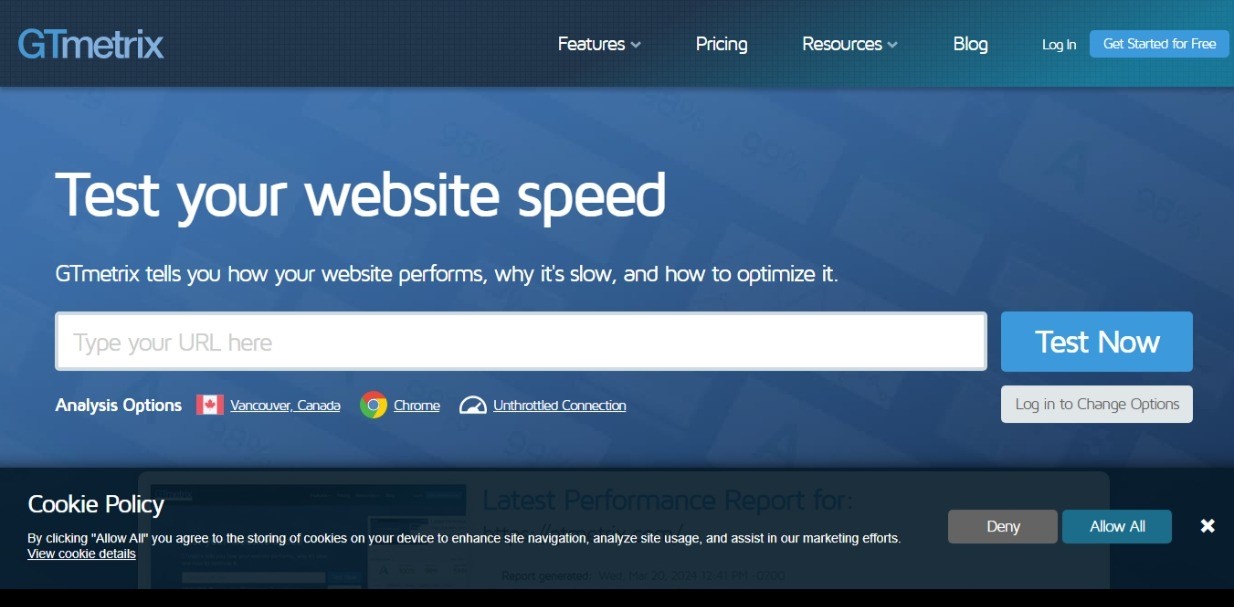 GTmetrix
Features Pricing Resources Blog Log In Get Started for Free
Test your website speed
GTmetrix tells you how your website performs, why it's slow, and how to optimize it.
Type your URL here
Test Now
Analysis Options Vancouver, Canada Chrome Unthrottled Connection
Log in to Change Options
Latest Performance Report for:
https://gtmetrix.com/
Report generated: Wed, Mar 20, 2024 12:41 PM -0700
Cookie Policy
By clicking "Allow All" you agree to the storing of cookies on your device to enhance site navigation, analyze site usage, and assist in our marketing efforts.
View cookie details
Deny
Allow All